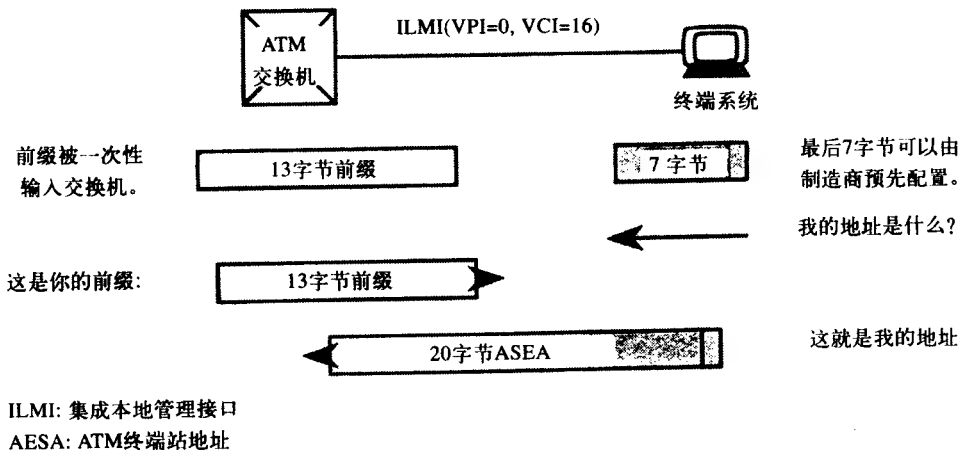 ATM
交换机
ILMI(VPI=0, VCI=16)
终端系统
前缀被一次性
输入交换机。
13字节前缀
7 字节
最后7字节可以由
制造商预先配置。
我的地址是什么?
这是你的前缀:
13字节前缀
20字节ASEA
这就是我的地址
ILMI: 集成本地管理接口
AESA: ATM终端站地址